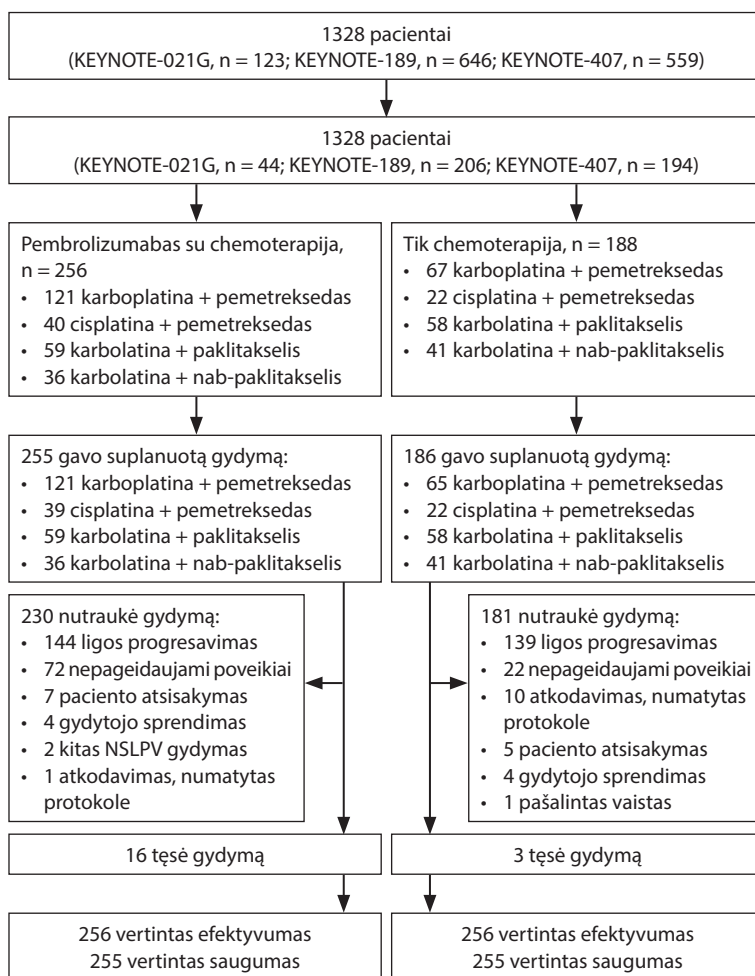 1328 pacientai
(KEYNOTE-021G, n = 123; KEYNOTE-189, n = 646; KEYNOTE-407, n = 559)
1328 pacientai
(KEYNOTE-021G, n = 44; KEYNOTE-189, n = 206; KEYNOTE-407, n = 194)
Pembrolizumabas su chemoterapija,
n = 256
• 121 karboplatina + pemetreksedas
• 40 cisplatina + pemetreksedas
• 59 karbolatina + paklitakselis
• 36 karbolatina + nab-paklitakselis
Tik chemoterapija, n = 188
• 67 karboplatina + pemetreksedas
• 22 cisplatina + pemetreksedas
• 58 karbolatina + paklitakselis
• 41 karbolatina + nab-paklitakselis
255 gavo suplanuotą gydymą:
• 121 karboplatina + pemetreksedas
• 39 cisplatina + pemetreksedas
• 59 karbolatina + paklitakselis
• 36 karbolatina + nab-paklitakselis
186 gavo suplanuotą gydymą:
• 65 karboplatina + pemetreksedas
• 22 cisplatina + pemetreksedas
• 58 karbolatina + paklitakselis
• 41 karbolatina + nab-paklitakselis
230 nutraukė gydymą:
• 144 ligos progresavimas
• 72 nepageidaujami poveikiai
• 7 paciento atsisakymas
• 4 gydytojo sprendimas
• 2 kitas NSLPV gydymas
• 1 atkodavimas, numatytas
protokole
181 nutraukė gydymą:
• 139 ligos progresavimas
• 22 nepageidaujami poveikiai
• 10 atkodavimas, numatytas
protokole
• 5 paciento atsisakymas
• 4 gydytojo sprendimas
• 1 pašalintas vaistas
16 tęsė gydymą
3 tęsė gydymą
256 vertintas efektyvumas
255 vertintas saugumas
256 vertintas efektyvumas
255 vertintas saugumas